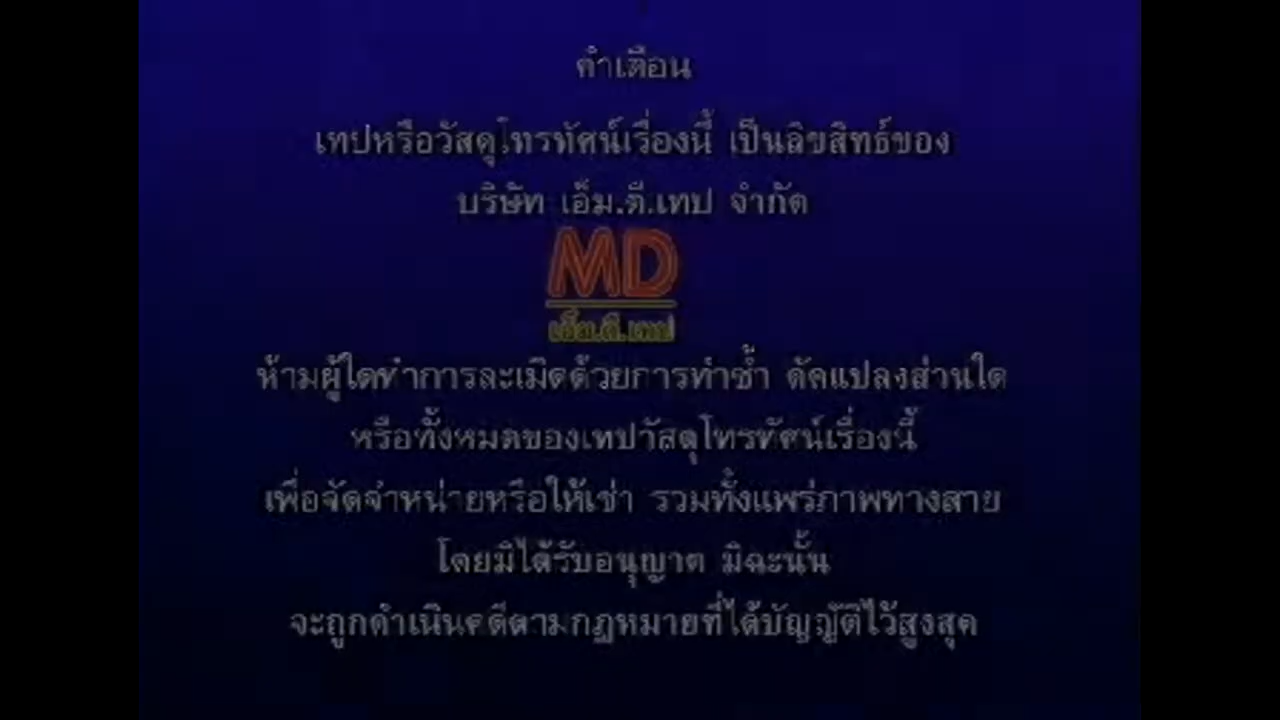 คำเตือน
เทปหรือวัสดุโทรทัศน์เรื่องนี้ เป็นลิขสิทธ์ของ
บริษัท เอ็ม.ดี.เทป จำกัด
MD
เอ็ม.ดี.เทป
ห้ามผู้ใดทำการละเมิดด้วยการทำซ้ำ ดัดแปลงส่วนใด
หรือทั้งหมดของเทปวัสดุโทรทัศน์เรื่องนี้
เพื่อจัดจำหน่ายหรือให้เช่า รวมทั้งแพร่ภาพทางสาย
โดยมิได้รับอนุญาต มิฉะนั้น
จะถูกดำเนินคดีตามกฏหมายที่ได้บัญญัติไว้สูงสุด